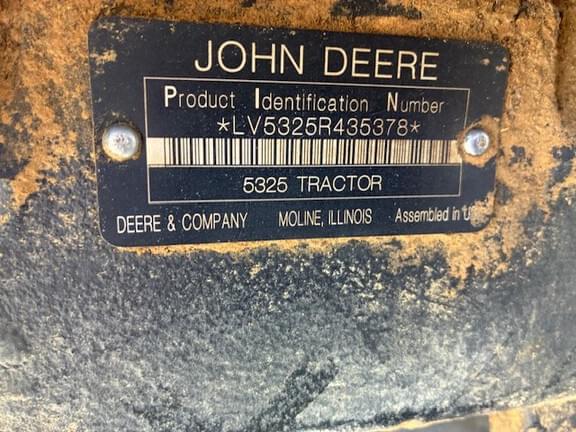 JOHN DEERE
Product Identification Number
*LV5325R435378*
5325 TRACTOR
DEERE & COMPANY MOLINE, ILLINOIS Assembled in